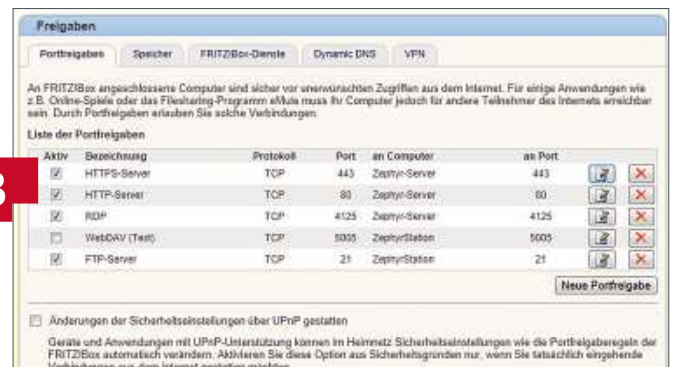 Freigaben
Portfreigaben Speicher FRITZ!Box-Dienste Dynamic DNS VPN
An FRITZ!Box angeschlossene Computer sind sicher vor unerwünschten Zugriffen aus dem Internet. Für einige Anwendungen wie
z.B. Online-Spiele oder das Filesharing-Programm eMule muss Ihr Computer jedoch für andere Teilnehmer des Internets erreichbar
sein. Durch Portfreigaben erlauben Sie solche Verbindungen.
Liste der Portfreigaben
Aktiv Bezeichnung Protokoll Port an Computer an Port
HTTPS-Server TCP 443 Zephyr-Server 443
HTTP-Server TCP 80 Zephyr-Server 80
RDP TCP 4125 Zephyr-Server 4125
WebDAV (Test) TCP 5005 ZephyrStation 5005
FTP-Server TCP 21 ZephyrStation 21
Neue Portfreigabe
Änderungen der Sicherheitseinstellungen über UPnP gestatten
Geräte und Anwendungen mit UPnP-Unterstützung können im Heimnetz Sicherheitseinstellungen wie die Portfreigaberegeln der
FRITZ!Box automatisch verändern. Aktivieren Sie diese Option aus Sicherheitsgründen nur, wenn Sie tatsächlich eingehende
Verbindungen aus dem Internet gestatten möchten.